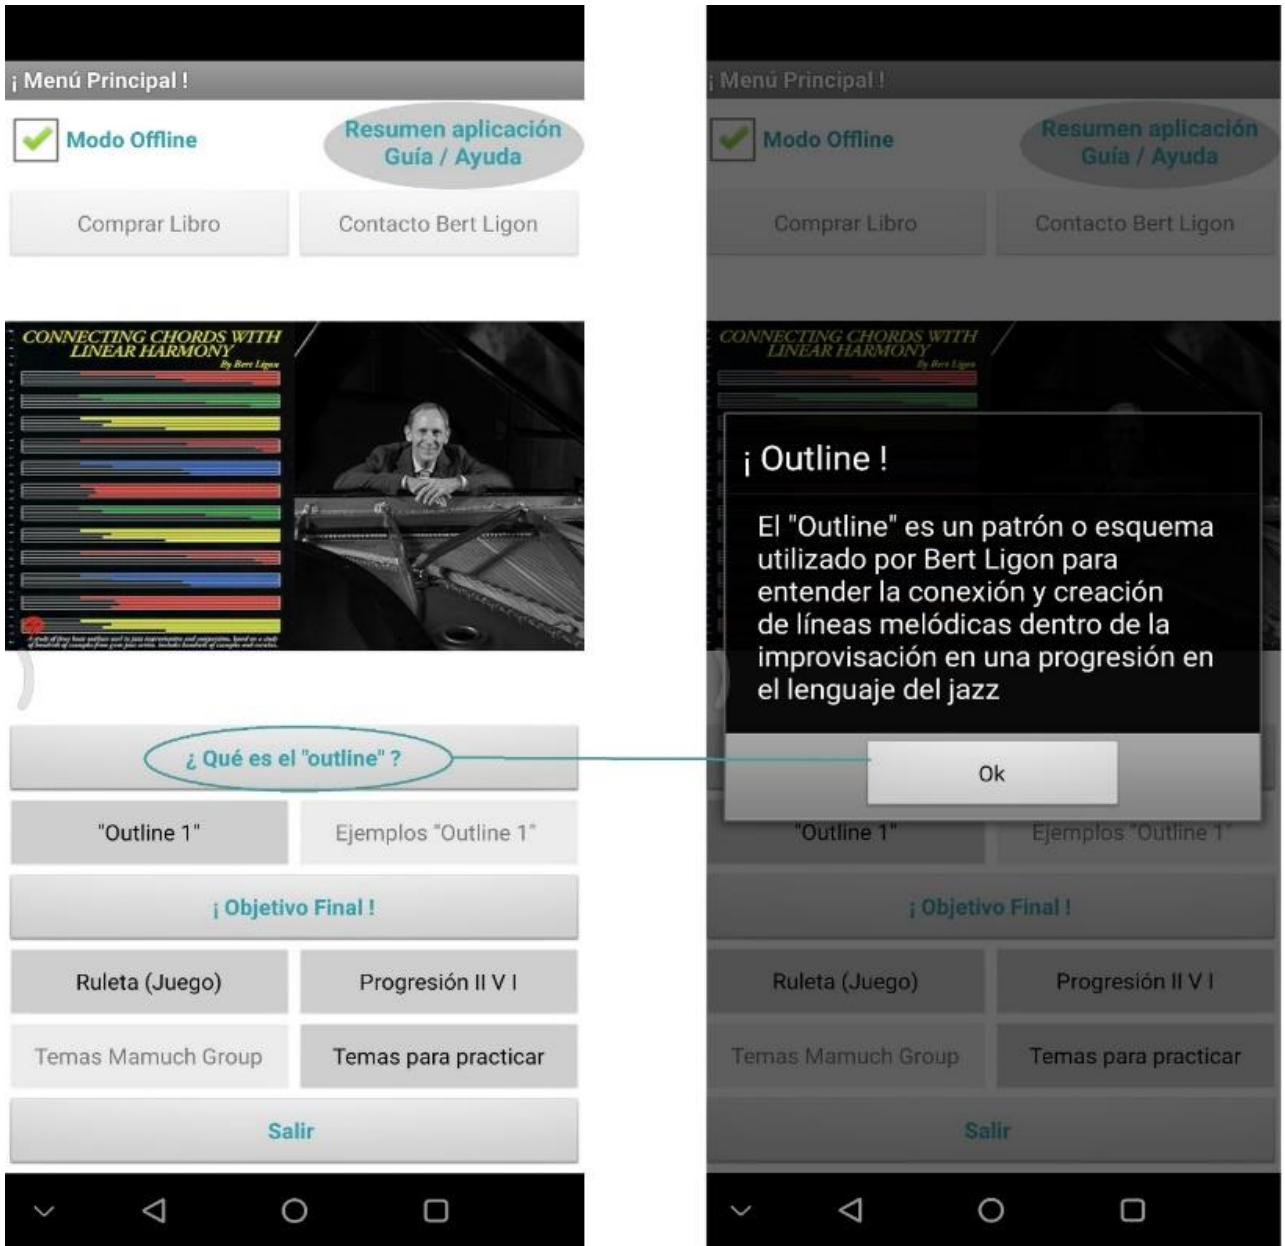 ¡ Menú Principal !
Modo Offline
Resumen aplicación
Guía / Ayuda
Comprar Libro
Contacto Bert Ligon
CONNECTING CHORDS WITH
LINEAR HARMONY
By Bert Ligon
¿ Qué es el "outline" ?
"Outline 1"
Ejemplos "Outline 1"
¡ Objetivo Final !
Ruleta (Juego)
Progresión II V I
Temas Mamuch Group
Temas para practicar
Salir
¡ Menú Principal !
Modo Offline
Resumen aplicación
Guía / Ayuda
Comprar Libro
Contacto Bert Ligon
CONNECTING CHORDS WITH
LINEAR HARMONY
By Bert Ligon
¡ Outline !
El "Outline" es un patrón o esquema
utilizado por Bert Ligon para
entender la conexión y creación
de líneas melódicas dentro de la
improvisación en una progresión en
el lenguaje del jazz
Ok
"Outline 1"
Ejemplos "Outline 1"
¡ Objetivo Final !
Ruleta (Juego)
Progresión II V I
Temas Mamuch Group
Temas para practicar
Salir